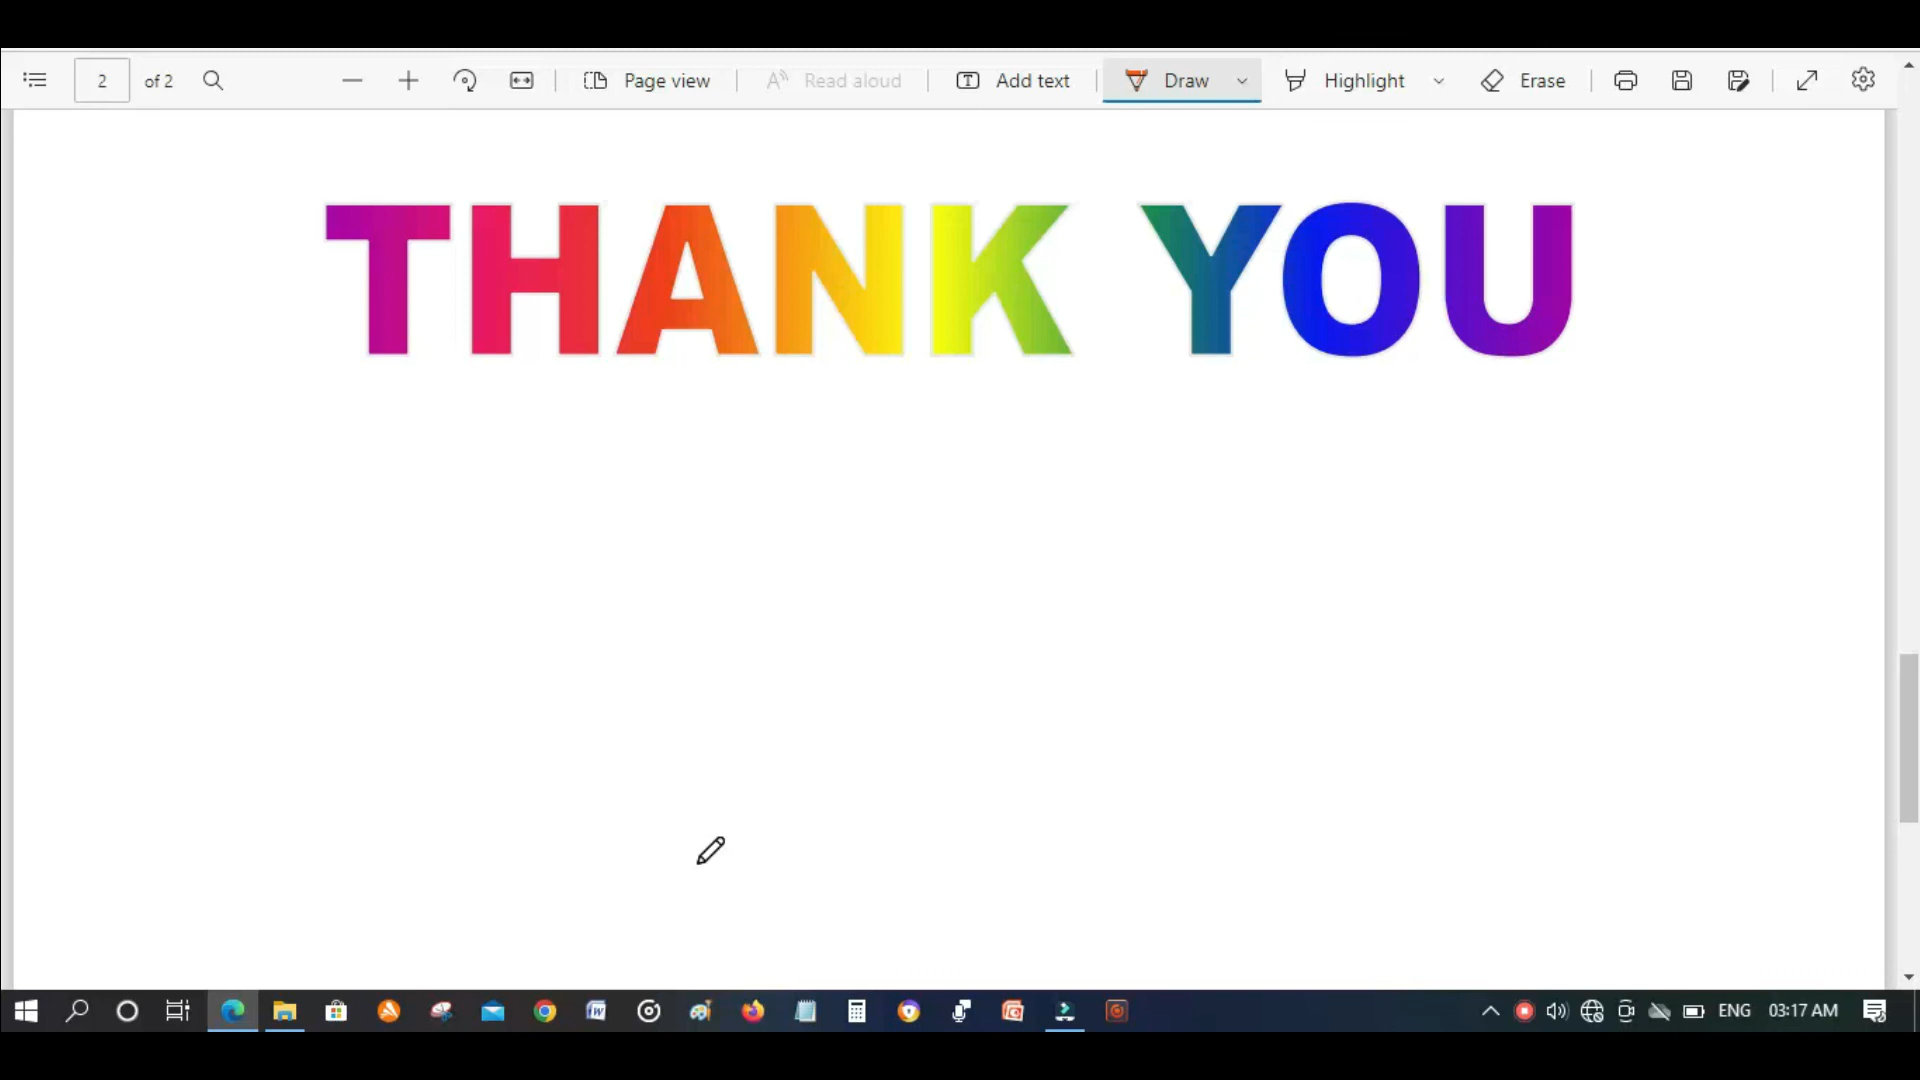 2 of 2 Page view Read aloud Add text Draw Highlight Erase
THANK YOU
ENG 03:17 AM